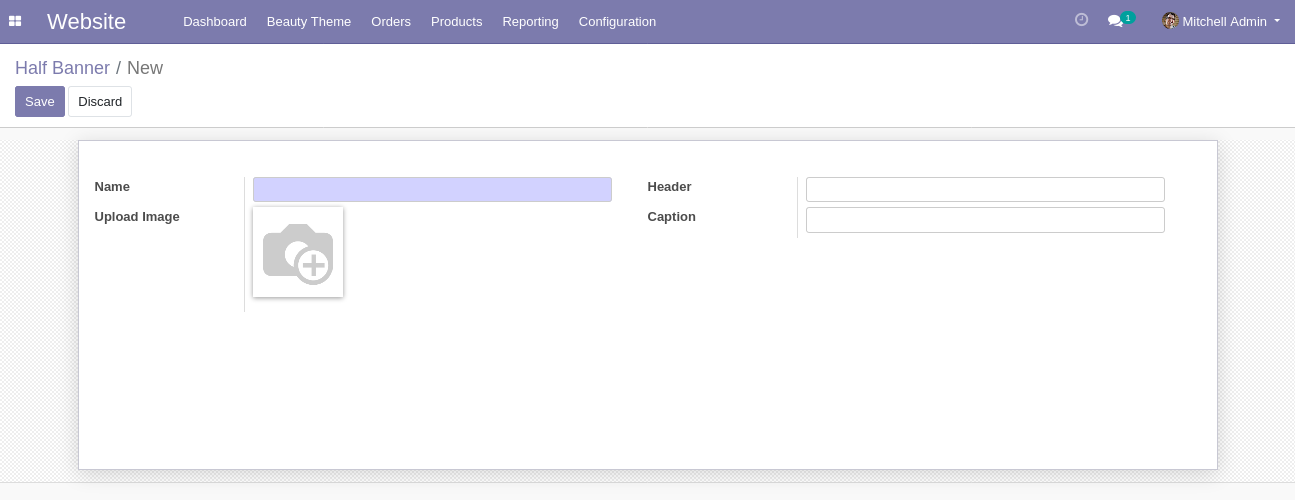 Website Dashboard Beauty Theme Orders Products Reporting Configuration 1 Mitchell Admin
Half Banner / New
Save Discard
Name Header
Upload Image Caption